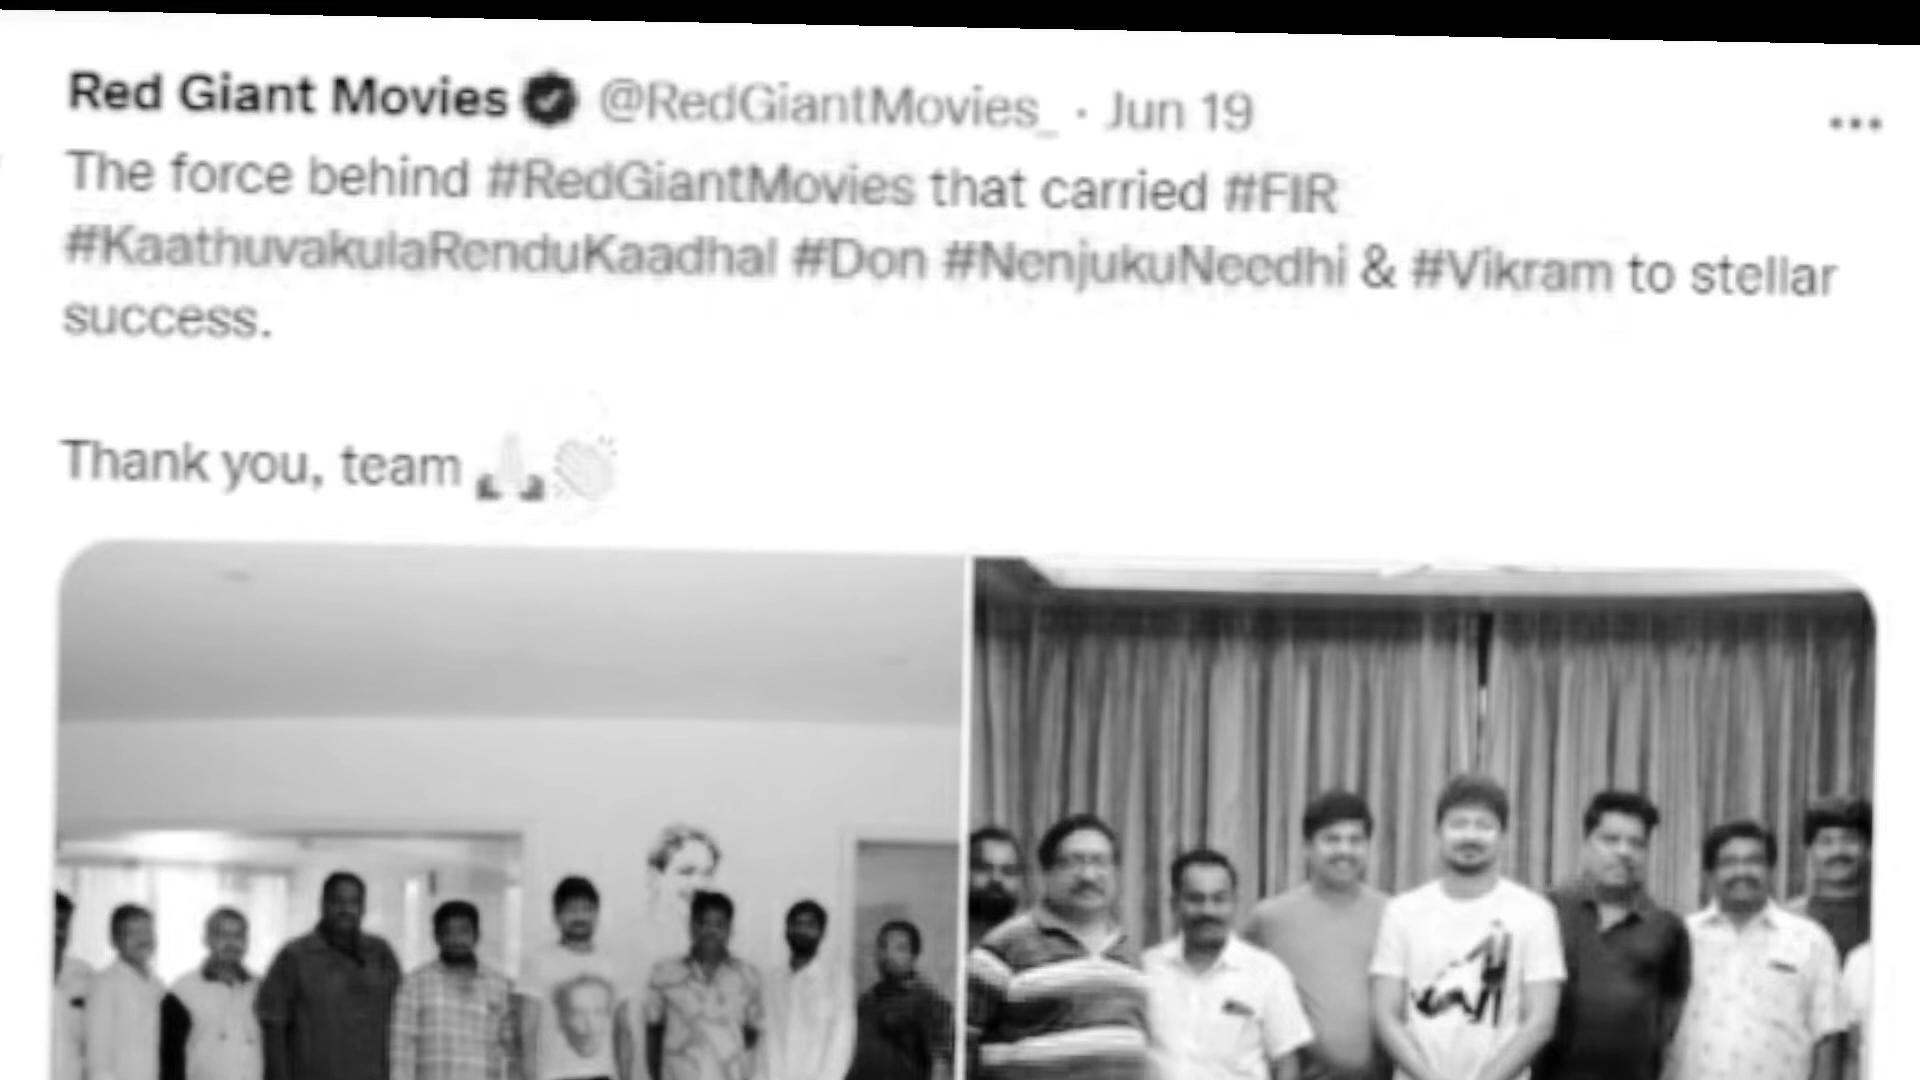 Red Giant Movies @RedGiantMovies_ · Jun 19
The force behind #RedGiantMovies that carried #FIR
#KaathuvakulaRenduKaadhal #Don #NenjukuNeedhi & #Vikram to stellar
success.
Thank you, team 🙏👏